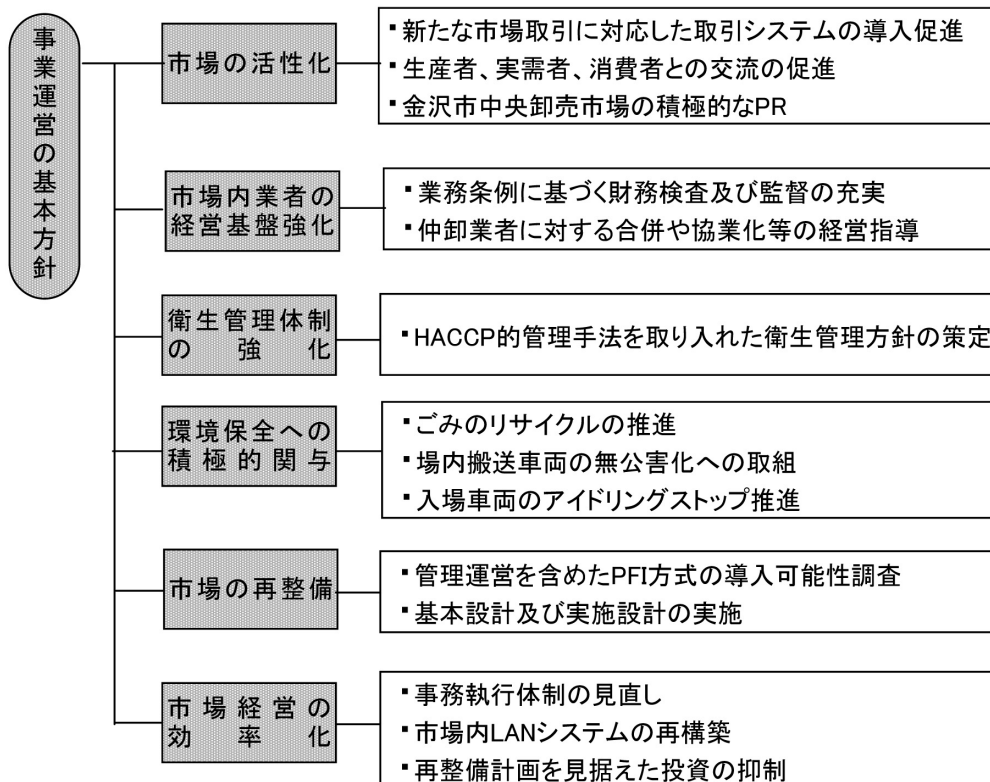 事業運営の基本方針
市場の活性化
▪新たな市場取引に対応した取引システムの導入促進
▪生産者、実需者、消費者との交流の促進
▪金沢市中央卸売市場の積極的なPR
市場内業者の
経営基盤強化
▪業務条例に基づく財務検査及び監督の充実
▪仲卸業者に対する合併や協業化等の経営指導
衛生管理体制
の強化
▪HACCP的管理手法を取り入れた衛生管理方針の策定
環境保全への
積極的関与
▪ごみのリサイクルの推進
▪場内搬送車両の無公害化への取組
▪入場車両のアイドリングストップ推進
市場の再整備
▪管理運営を含めたPFI方式の導入可能性調査
▪基本設計及び実施設計の実施
市場経営の
効率化
▪事務執行体制の見直し
▪市場内LANシステムの再構築
▪再整備計画を見据えた投資の抑制